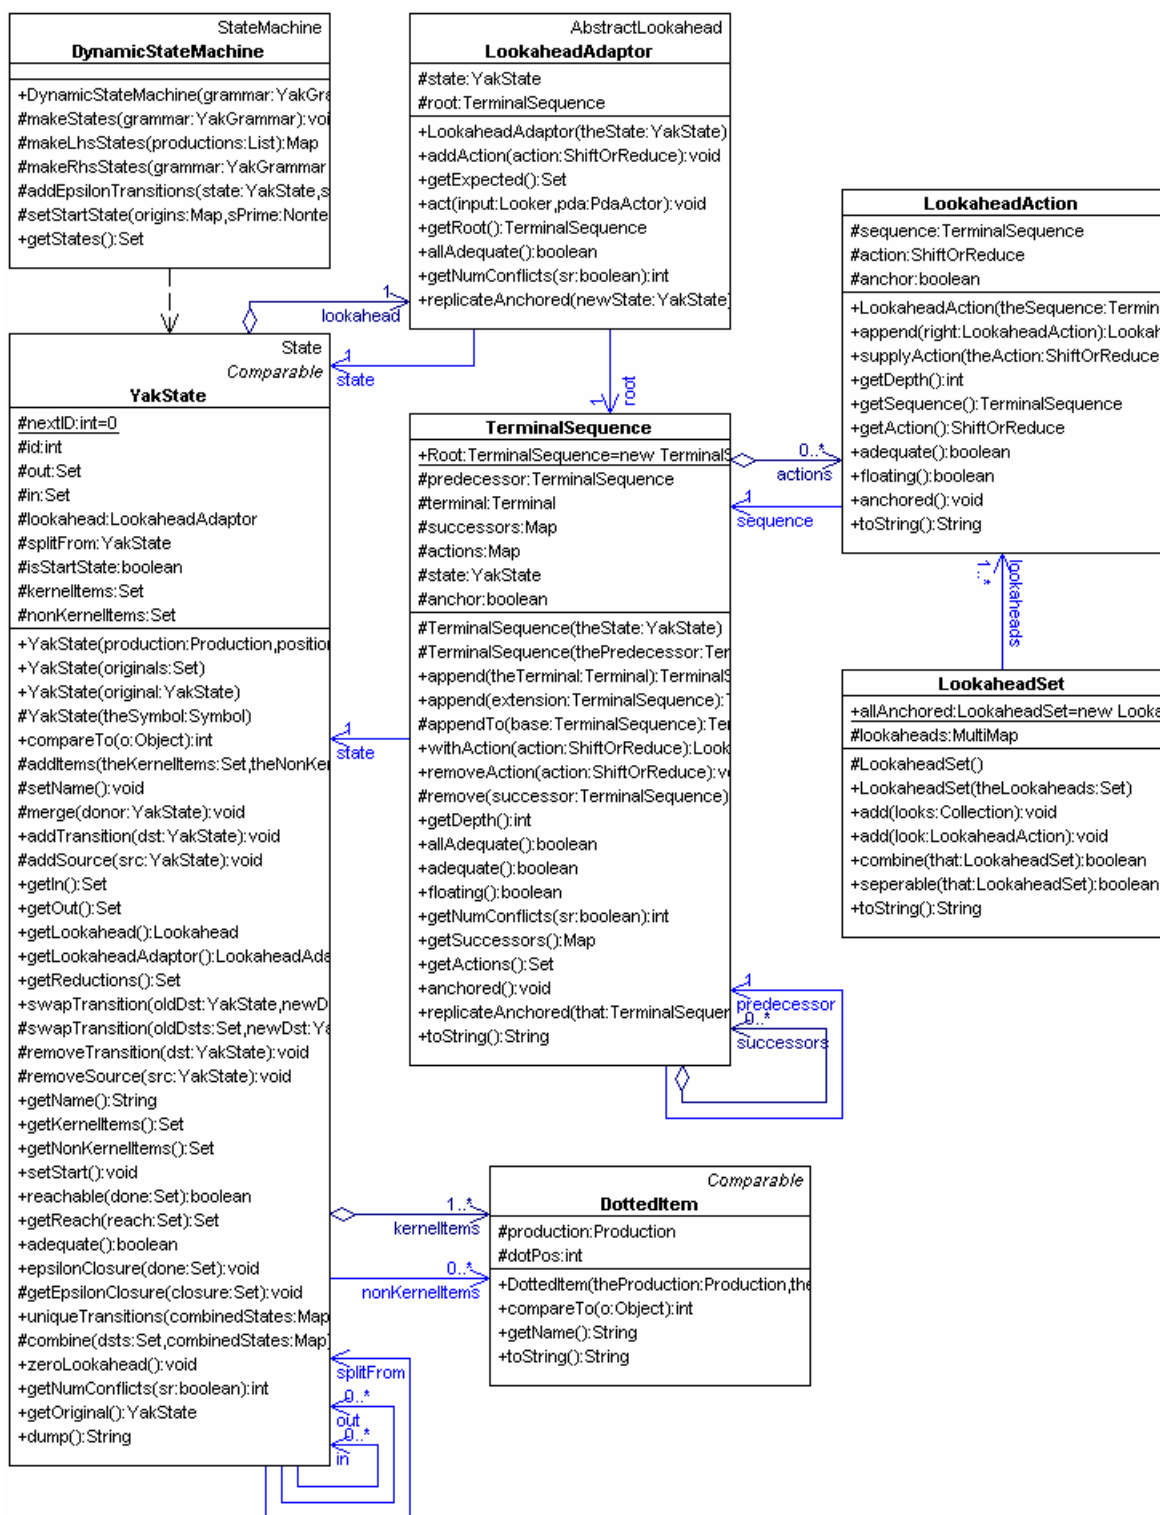 StateMachine
DynamicStateMachine
+DynamicStateMachine(grammar:YakGra
#makeStates(grammar:YakGrammar):voi
#makeLhsStates(productions:List):Map
#makeRhsStates(grammar:YakGrammar
#addEpsilonTransitions(state:YakState,s
#setStartState(origins:Map,sPrime:Nonte
+getStates():Set
AbstractLookahead
LookaheadAdaptor
#state:YakState
#root:TerminalSequence
+LookaheadAdaptor(theState:YakState)
+addAction(action:ShiftOrReduce):void
+getExpected():Set
+act(input:Looker,pda:PdaActor):void
+getRoot():TerminalSequence
+allAdequate():boolean
+getNumConflicts(sr:boolean):int
+replicateAnchored(newState:YakState)
LookaheadAction
#sequence:TerminalSequence
#action:ShiftOrReduce
#anchor:boolean
+LookaheadAction(theSequence:Termin
+append(right:LookaheadAction):Lookah
+supplyAction(theAction:ShiftOrReduce
+getDepth():int
+getSequence():TerminalSequence
+getAction():ShiftOrReduce
+adequate():boolean
+floating():boolean
+anchored():void
+toString():String
1
lookahead
1
state
1
root
State
Comparable
YakState
#nextID:int=0
#id:int
#out:Set
#in:Set
#lookahead:LookaheadAdaptor
#splitFrom:YakState
#isStartState:boolean
#kernelItems:Set
#nonKernelItems:Set
+YakState(production:Production,position
+YakState(originals:Set)
+YakState(original:YakState)
#YakState(theSymbol:Symbol)
+compareTo(o:Object):int
#addItems(theKernelItems:Set,theNonKer
#setName():void
#merge(donor:YakState):void
+addTransition(dst:YakState):void
#addSource(src:YakState):void
+getIn():Set
+getOut():Set
+getLookahead():Lookahead
+getLookaheadAdaptor():LookaheadAda
+getReductions():Set
+swapTransition(oldDst:YakState,newD
#swapTransition(oldDsts:Set,newDst:Ya
#removeTransition(dst:YakState):void
#removeSource(src:YakState):void
+getName():String
+getKernelItems():Set
+getNonKernelItems():Set
+setStart():void
+reachable(done:Set):boolean
+getReach(reach:Set):Set
+adequate():boolean
+epsilonClosure(done:Set):void
#getEpsilonClosure(closure:Set):void
+uniqueTransitions(combinedStates:Map
#combine(dsts:Set,combinedStates:Map)
+zeroLookahead():void
+getNumConflicts(sr:boolean):int
+getOriginal():YakState
+dump():String
TerminalSequence
+Root:TerminalSequence=new TerminalS
#predecessor:TerminalSequence
#terminal:Terminal
#successors:Map
#actions:Map
#state:YakState
#anchor:boolean
#TerminalSequence(theState:YakState)
#TerminalSequence(thePredecessor:Ter
+append(theTerminal:Terminal):TerminalS
+append(extension:TerminalSequence):T
#appendTo(base:TerminalSequence):Ter
+withAction(action:ShiftOrReduce):Look
+removeAction(action:ShiftOrReduce):v
#remove(successor:TerminalSequence)
+getDepth():int
+allAdequate():boolean
+adequate():boolean
+floating():boolean
+getNumConflicts(sr:boolean):int
+getSuccessors():Map
+getActions():Set
+anchored():void
+replicateAnchored(that:TerminalSequer
+toString():String
0..*
actions
1
sequence
state
1
1..*
lookaheads
LookaheadSet
+allAnchored:LookaheadSet=new Looka
#lookaheads:MultiMap
#LookaheadSet()
+LookaheadSet(theLookaheads:Set)
+add(looks:Collection):void
+add(look:LookaheadAction):void
+combine(that:LookaheadSet):boolean
+seperable(that:LookaheadSet):boolean
+toString():String
1
predecessor
0..*
successors
1..*
kernelItems
0..*
nonKernelItems
Comparable
DottedItem
#production:Production
#dotPos:int
+DottedItem(theProduction:Production,the
+compareTo(o:Object):int
+getName():String
+toString():String
splitFrom
0..*
out
0..*
in